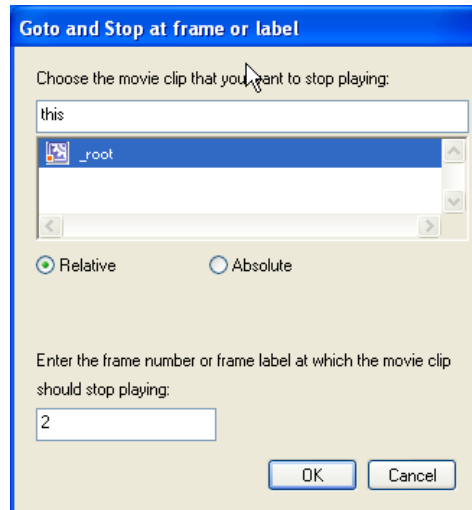 Goto and Stop at frame or label
Choose the movie clip that you want to stop playing:
this
_root
Relative
Absolute
Enter the frame number or frame label at which the movie clip
should stop playing:
2
OK
Cancel